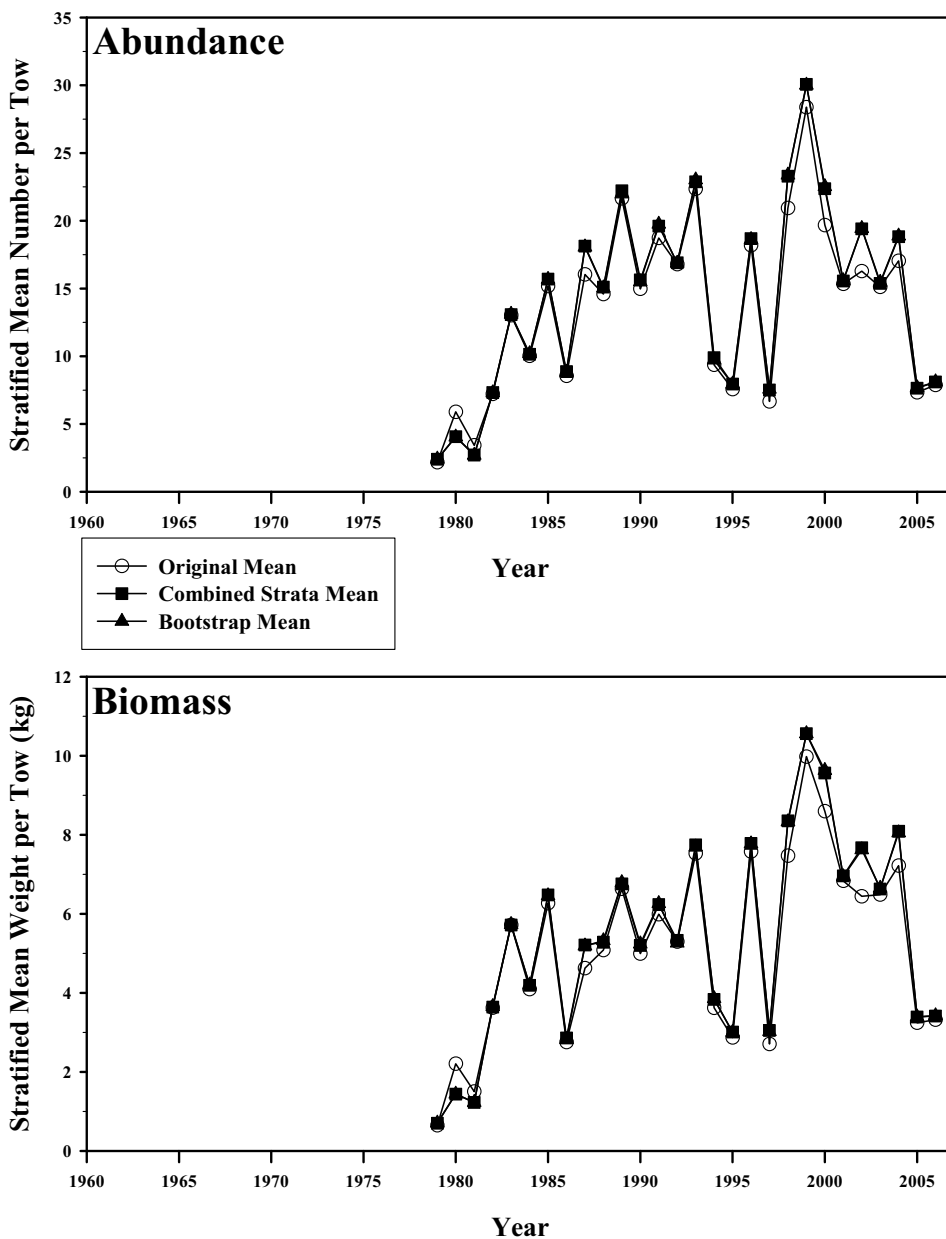 Abundance
Stratified Mean Number per Tow
35
30
25
20
15
10
5
0
1960 1965 1970 1975 1980 1985 1990 1995 2000 2005
Year
Original Mean
Combined Strata Mean
Bootstrap Mean
Biomass
Stratified Mean Weight per Tow (kg)
12
10
8
6
4
2
0
1960 1965 1970 1975 1980 1985 1990 1995 2000 2005
Year